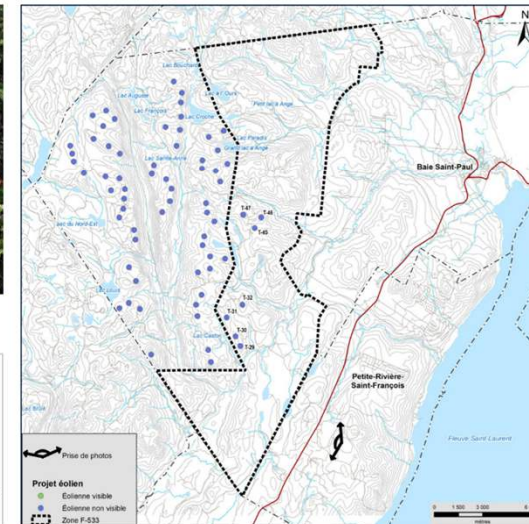 N
Lac Bouchard
Lac à l'Ours
Lac Aiguise
Lac François
Lac Croche
Petit lac à Ange
Lac Paradis
Grand lac à Ange
Lac Sainte-Anne
Baie Saint-Paul
T-47
T-46
T-45
Lac du Nord-Est
T-32
T-31
T-30
T-29
Lac Louis
Lac Castor
Petite-Rivière-
Saint-François
Lac Brûlé
Fleuve Saint Laurent
Prise de photos
Projet éolien
Éolienne visible
Éolienne non visible
Zone F-533
0 1 500 3 000
mètres